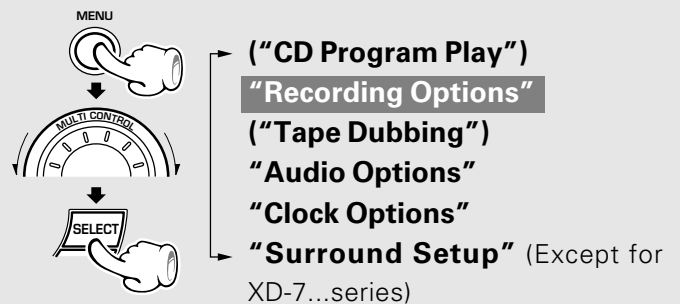 MENU
MULTI CONTROL
SELECT
(“CD Program Play”)
“Recording Options”
(“Tape Dubbing”)
“Audio Options”
“Clock Options”
“Surround Setup” (Except for
XD-7...series)